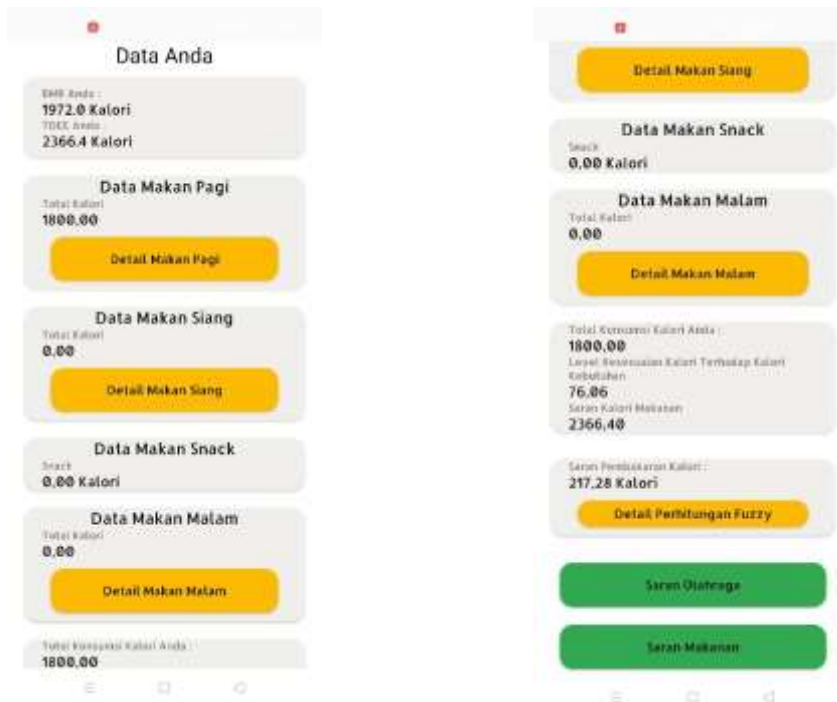 Data Anda
BMR Anda :
1972.0 Kalori
TDEE Anda :
2366.4 Kalori
Data Makan Pagi
Total Kalori
1800,00
Detail Makan Pagi
Data Makan Siang
Total Kalori
0,00
Detail Makan Siang
Data Makan Snack
Snack
0,00 Kalori
Data Makan Malam
Total Kalori
0,00
Detail Makan Malam
Total Konsumsi Kalori Anda :
1800,00
Detail Makan Siang
Data Makan Snack
Snack
0,00 Kalori
Data Makan Malam
Total Kalori
0,00
Detail Makan Malam
Total Konsumsi Kalori Anda :
1800,00
Level Kesesuaian Kalori Terhadap Kalori
Kebutuhan
76,06
Saran Kalori Makanan
2366,40
Saran Pembakaran Kalori :
217,28 Kalori
Detail Perhitungan Fuzzy
Saran Olahraga
Saran Makanan